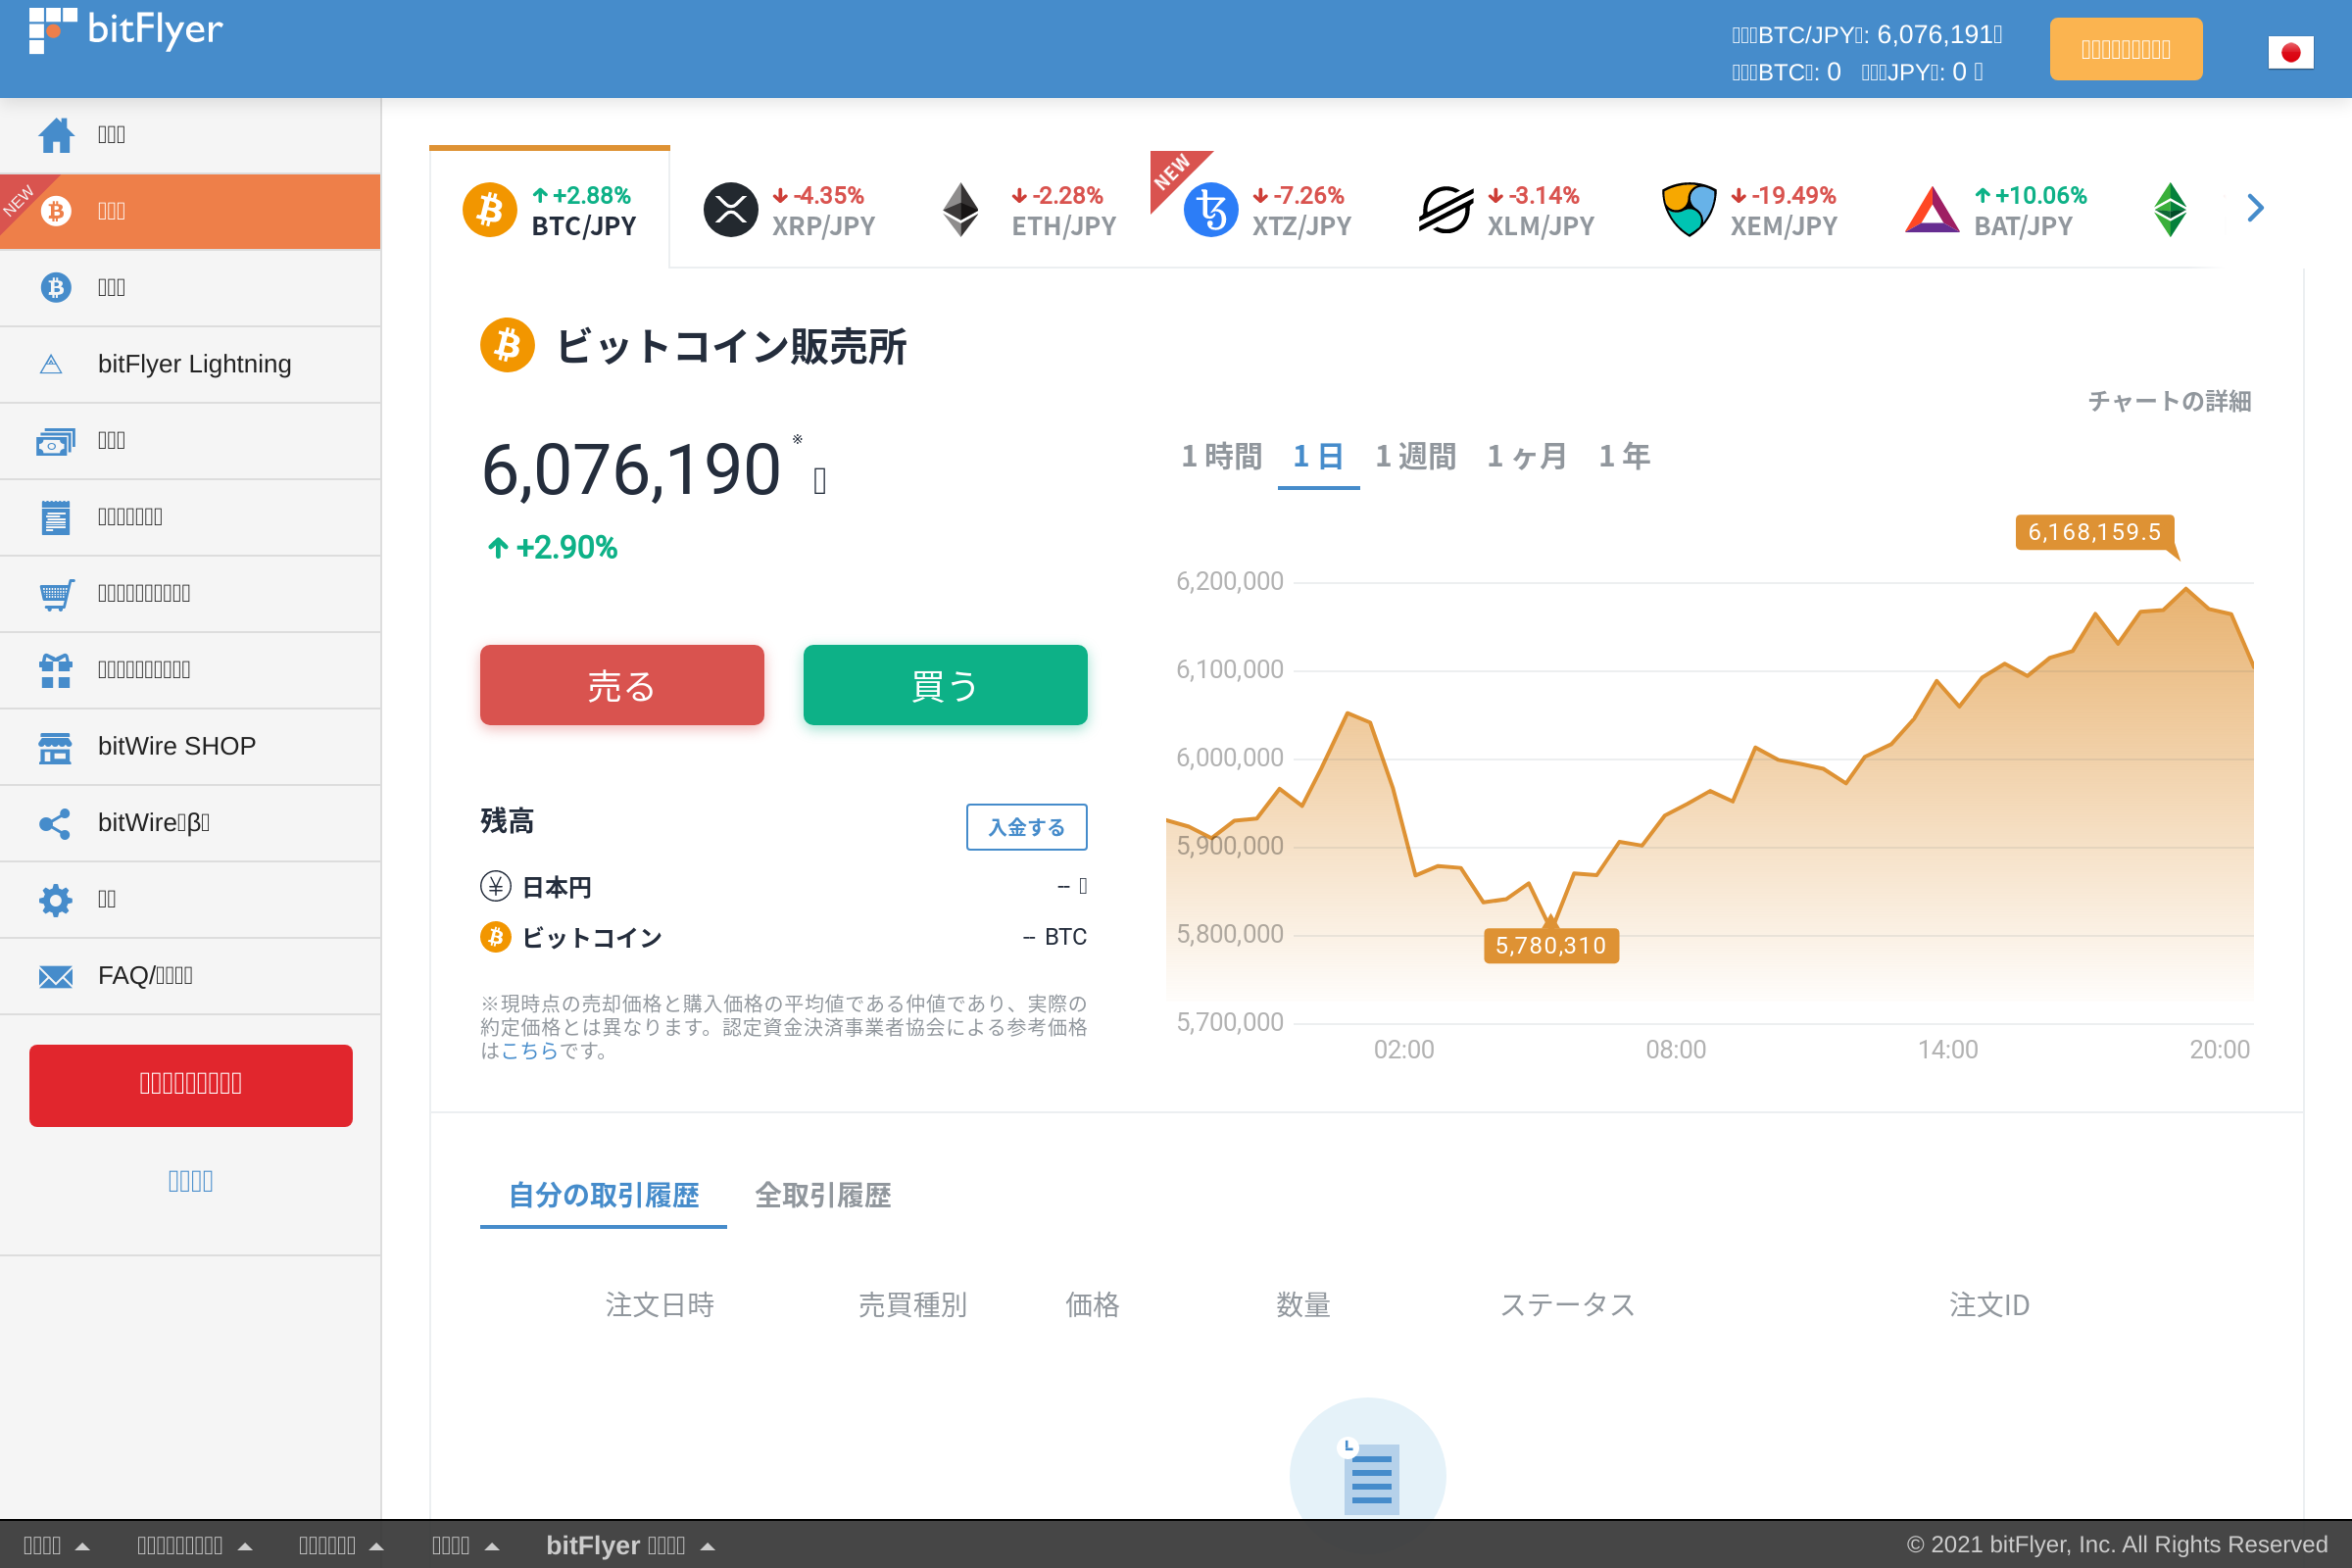 bitFlyer
BTC/JPY: 6,076,191
BTC: 0 JPY: 0
NEW
bitFlyer Lightning
bitWire SHOP
bitWire β
FAQ/
+2.88%
BTC/JPY
-4.35%
XRP/JPY
-2.28%
ETH/JPY
NEW
-7.26%
XTZ/JPY
-3.14%
XLM/JPY
-19.49%
XEM/JPY
+10.06%
BAT/JPY
ビットコイン販売所
チャートの詳細
6,076,190 ※
+2.90%
1 時間 1 日 1 週間 1 ヶ月 1 年
売る 買う
6,168,159.5
6,200,000
6,100,000
6,000,000
5,900,000
5,800,000
5,780,310
5,700,000
02:00 08:00 14:00 20:00
残高 入金する
日本円 --
ビットコイン -- BTC
※現時点の売却価格と購入価格の平均値である仲値であり、実際の
約定価格とは異なります。認定資金決済事業者協会による参考価格
はこちらです。
自分の取引履歴 全取引履歴
注文日時 売買種別 価格 数量 ステータス 注文ID
bitFlyer
© 2021 bitFlyer, Inc. All Rights Reserved